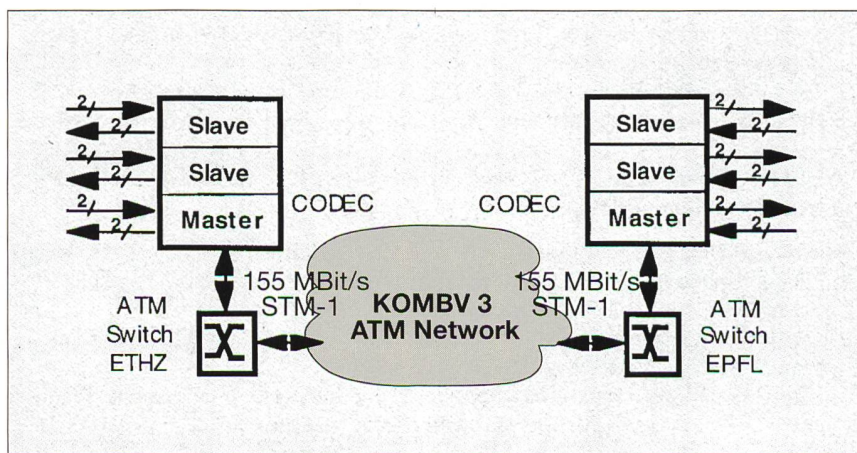 2/
2/
2/
2/
2/
2/
Slave
Slave
Master
CODEC
155 MBit/s
STM-1
ATM
Switch
ETHZ
KOMBV 3
ATM Network
CODEC
155 MBit/s
STM-1
Slave
Slave
Master
2/
2/
2/
2/
2/
2/
ATM
Switch
EPFL